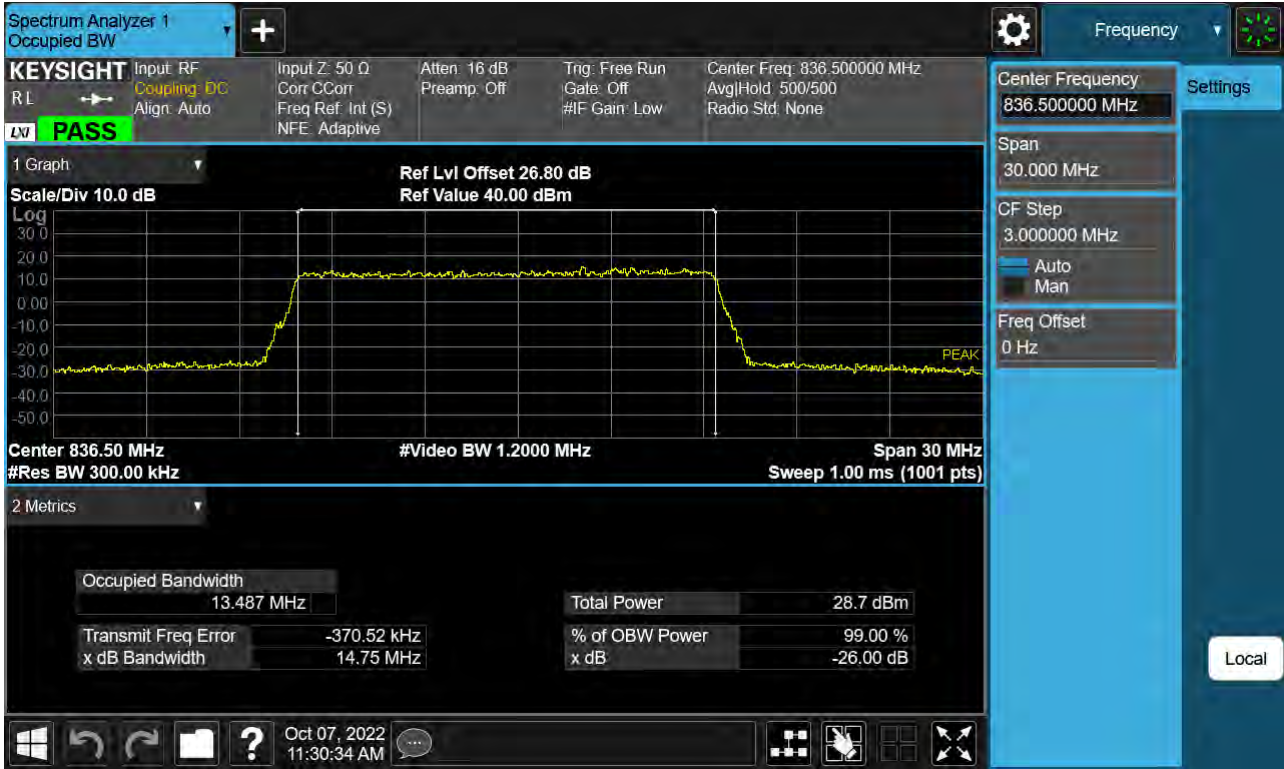 Spectrum Analyzer 1
Occupied BW
+
Frequency
KEYSIGHT
RL
LXI
PASS
Input: RF
Coupling: DC
Align: Auto
Input Z: 50 Ω
Corr CCorr
Freq Ref: Int (S)
NFE: Adaptive
Atten: 16 dB
Preamp: Off
Trig: Free Run
Gate: Off
#IF Gain: Low
Center Freq: 836.500000 MHz
Avg|Hold: 500/500
Radio Std: None
Center Frequency
836.500000 MHz
Settings
Span
30.000 MHz
CF Step
3.000000 MHz
Auto
Man
Freq Offset
0 Hz
Local
1 Graph
Scale/Div 10.0 dB
Ref Lvl Offset 26.80 dB
Ref Value 40.00 dBm
Log
30.0
20.0
10.0
0.00
-10.0
-20.0
-30.0
-40.0
-50.0
PEAK
Center 836.50 MHz
#Video BW 1.2000 MHz
Span 30 MHz
#Res BW 300.00 kHz
Sweep 1.00 ms (1001 pts)
2 Metrics
Occupied Bandwidth
13.487 MHz
Total Power 28.7 dBm
Transmit Freq Error -370.52 kHz
% of OBW Power 99.00 %
x dB Bandwidth 14.75 MHz
x dB -26.00 dB
?
Oct 07, 2022
11:30:34 AM